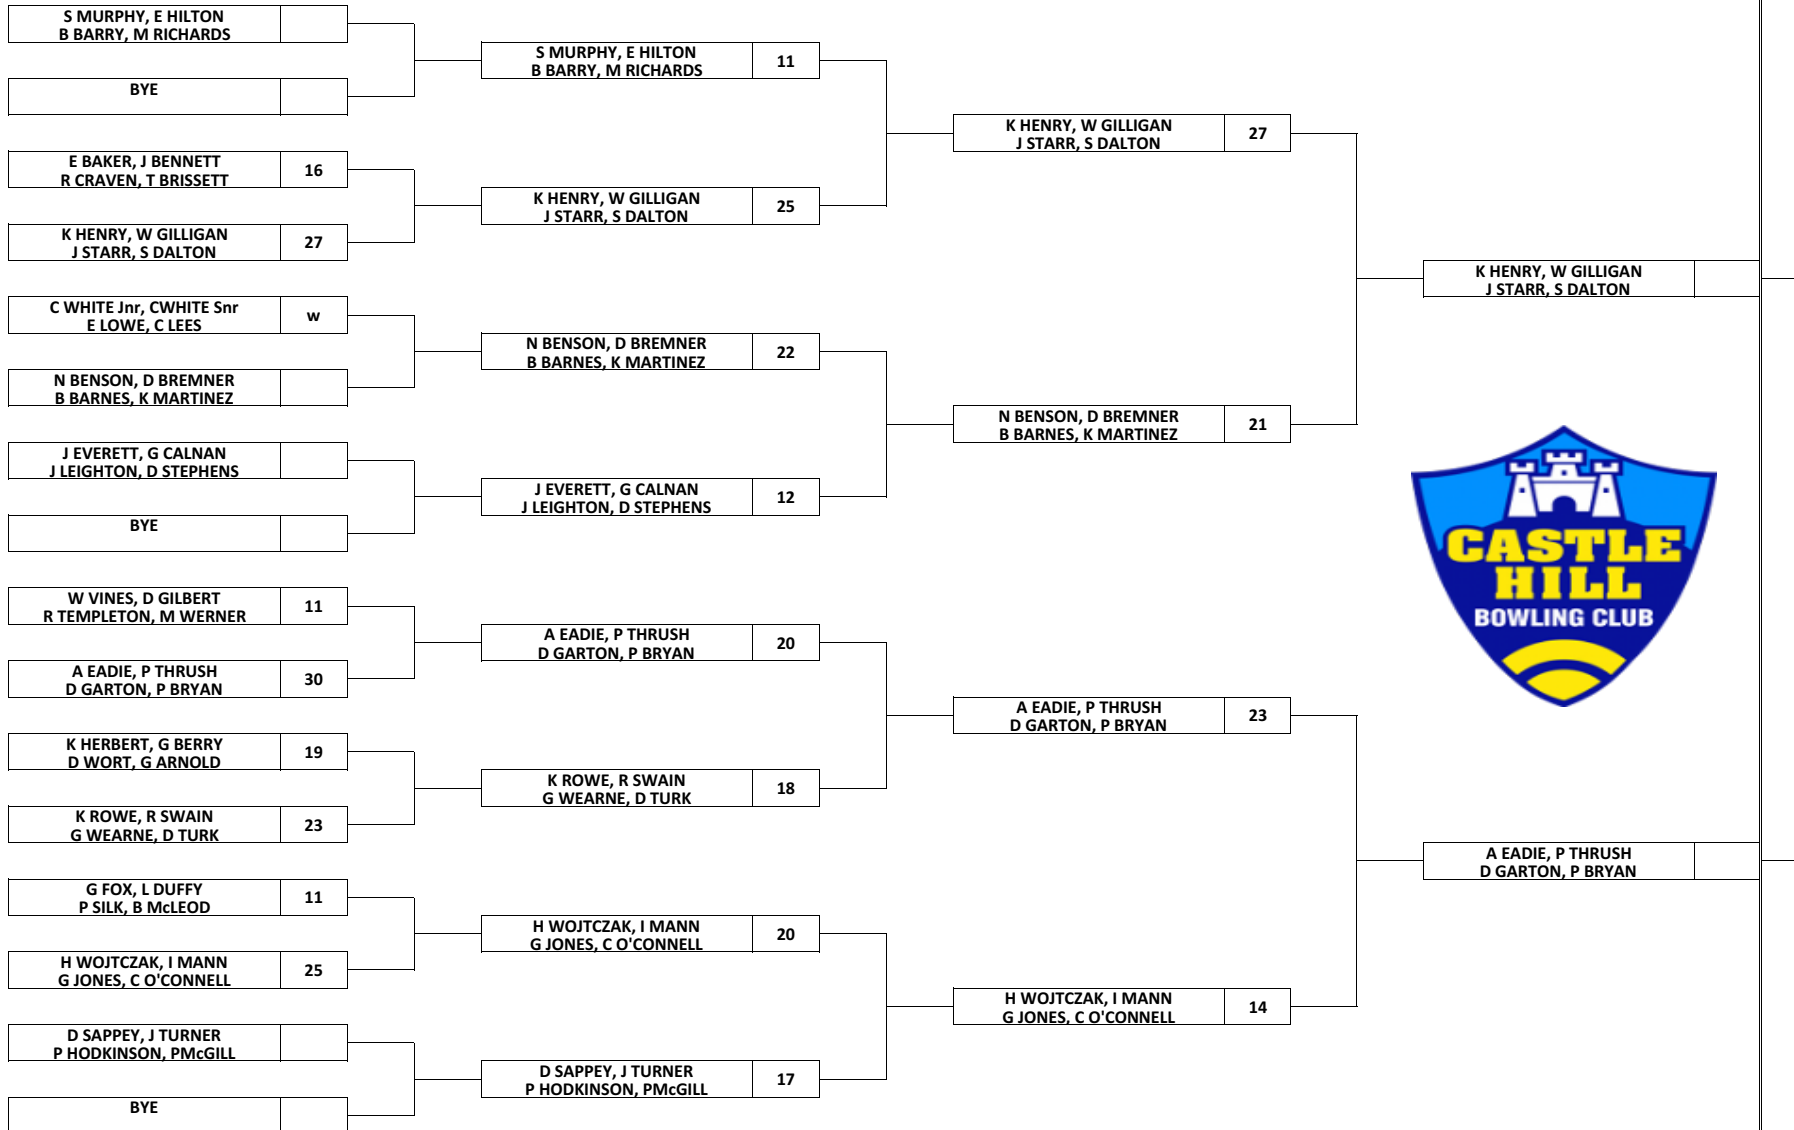 S MURPHY, E HILTON
B BARRY, M RICHARDS
BYE
E BAKER, J BENNETT
R CRAVEN, T BRISSETT
16
K HENRY, W GILLIGAN
J STARR, S DALTON
27
C WHITE Jnr, CWHITE Snr
E LOWE, C LEES
w
N BENSON, D BREMNER
B BARNES, K MARTINEZ
J EVERETT, G CALNAN
J LEIGHTON, D STEPHENS
BYE
W VINES, D GILBERT
R TEMPLETON, M WERNER
11
A EADIE, P THRUSH
D GARTON, P BRYAN
30
K HERBERT, G BERRY
D WORT, G ARNOLD
19
K ROWE, R SWAIN
G WEARNE, D TURK
23
G FOX, L DUFFY
P SILK, B McLEOD
11
H WOJTCZAK, I MANN
G JONES, C O'CONNELL
25
D SAPPEY, J TURNER
P HODKINSON, PMcGILL
BYE
S MURPHY, E HILTON
B BARRY, M RICHARDS
11
K HENRY, W GILLIGAN
J STARR, S DALTON
25
N BENSON, D BREMNER
B BARNES, K MARTINEZ
22
J EVERETT, G CALNAN
J LEIGHTON, D STEPHENS
12
A EADIE, P THRUSH
D GARTON, P BRYAN
20
K ROWE, R SWAIN
G WEARNE, D TURK
18
H WOJTCZAK, I MANN
G JONES, C O'CONNELL
20
D SAPPEY, J TURNER
P HODKINSON, PMcGILL
17
K HENRY, W GILLIGAN
J STARR, S DALTON
27
N BENSON, D BREMNER
B BARNES, K MARTINEZ
21
A EADIE, P THRUSH
D GARTON, P BRYAN
23
H WOJTCZAK, I MANN
G JONES, C O'CONNELL
14
K HENRY, W GILLIGAN
J STARR, S DALTON
CASTLE
HILL
BOWLING CLUB
A EADIE, P THRUSH
D GARTON, P BRYAN